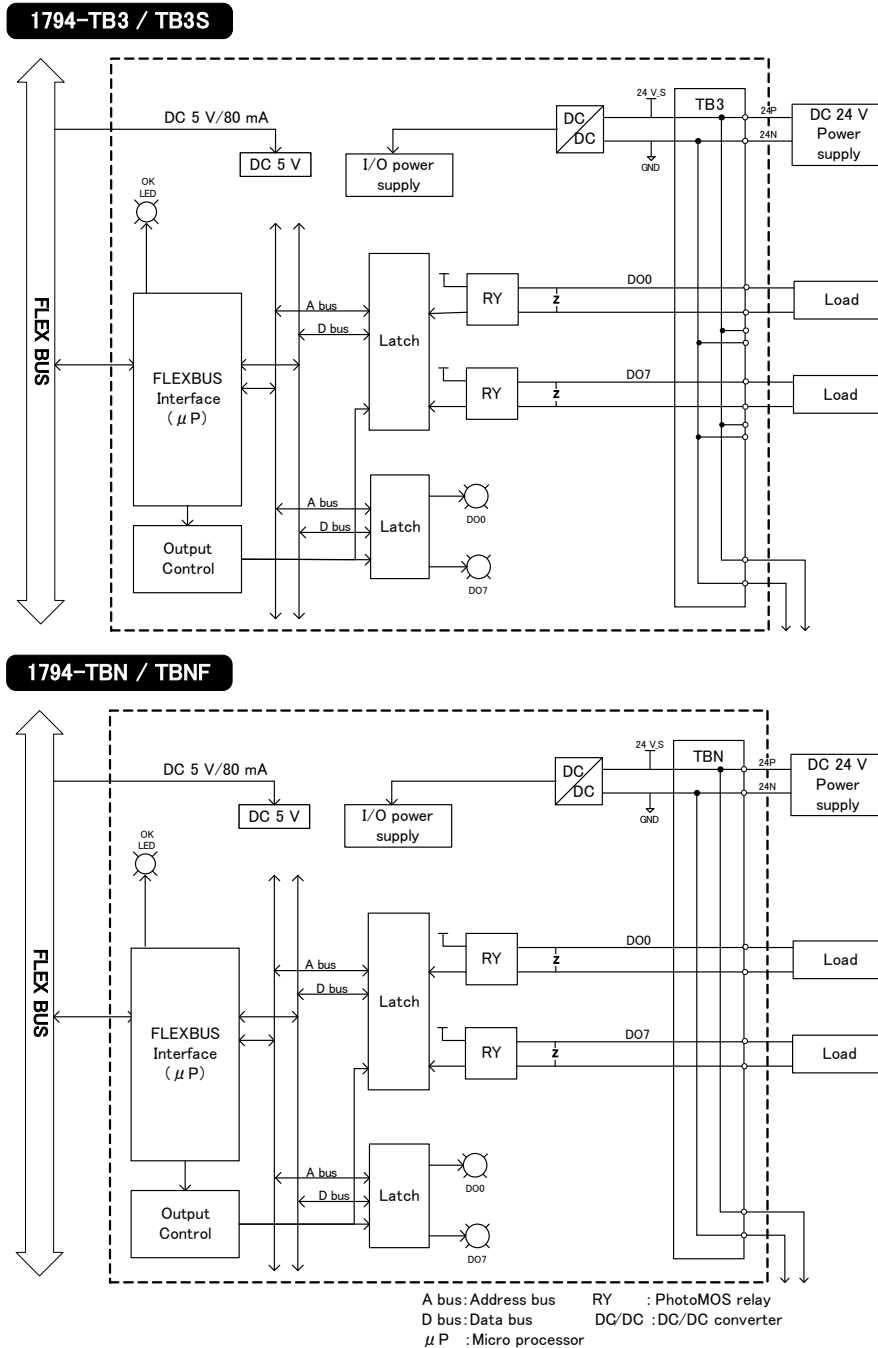 1794-TB3 / TB3S
DC 5 V/80 mA
DC 5 V
I/O power
supply
DC
DC
24 V_S
GND
TB3
24P
24N
DC 24 V
Power
supply
OK
LED
FLEX BUS
FLEXBUS
Interface
(μP)
A bus
D bus
Latch
RY
Z
DO0
Load
RY
Z
DO7
Load
Output
Control
A bus
D bus
Latch
DO0
DO7
1794-TBN / TBNF
DC 5 V/80 mA
DC 5 V
I/O power
supply
DC
DC
24 V_S
GND
TBN
24P
24N
DC 24 V
Power
supply
OK
LED
FLEX BUS
FLEXBUS
Interface
(μP)
A bus
D bus
Latch
RY
Z
DO0
Load
RY
Z
DO7
Load
Output
Control
A bus
D bus
Latch
DO0
DO7
A bus:Address bus RY :PhotoMOS relay
D bus:Data bus DC/DC :DC/DC converter
μP :Micro processor